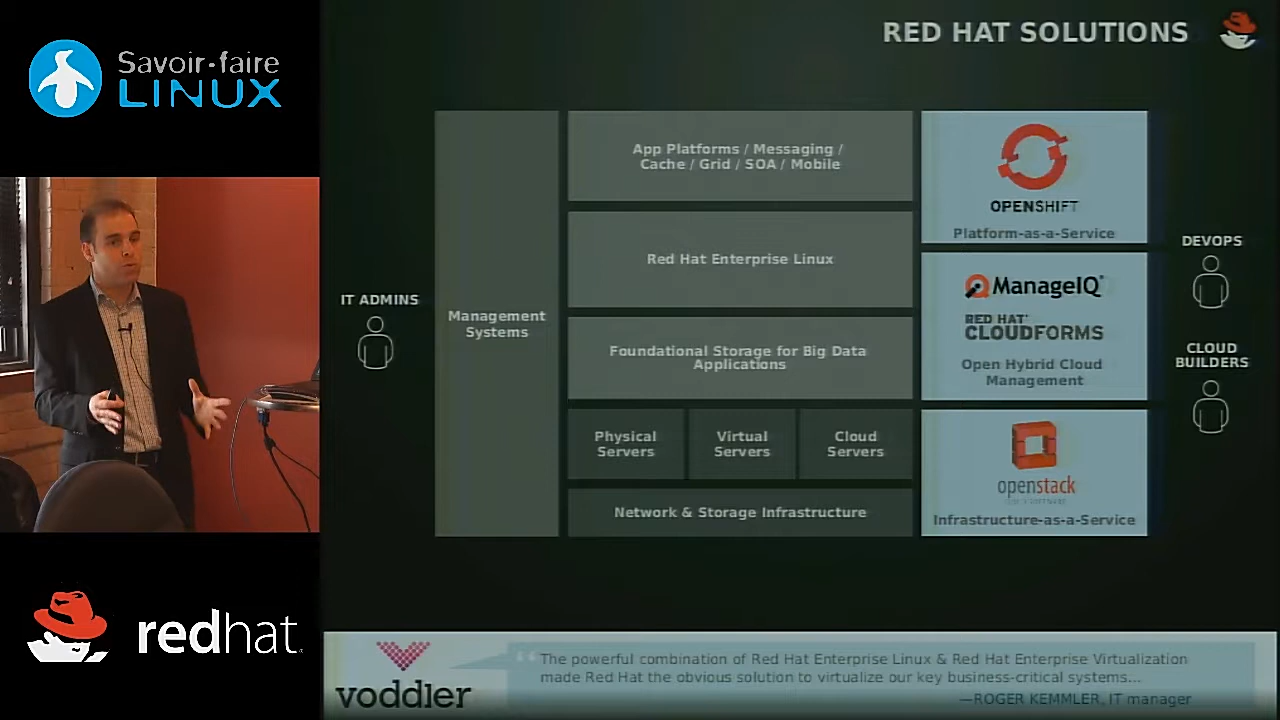 Savoir-faire
LINUX
RED HAT SOLUTIONS
IT ADMINS
Management
Systems
App Platforms / Messaging /
Cache / Grid / SOA / Mobile
Red Hat Enterprise Linux
Foundational Storage for Big Data
Applications
Physical
Servers
Virtual
Servers
Cloud
Servers
Network & Storage Infrastructure
OPENSHIFT
Platform-as-a-Service
ManageIQ
RED HAT
CLOUDFORMS
Open Hybrid Cloud
Management
openstack
Infrastructure-as-a-Service
DEVOPS
CLOUD
BUILDERS
redhat
voddler
“The powerful combination of Red Hat Enterprise Linux & Red Hat Enterprise Virtualization
made Red Hat the obvious solution to virtualize our key business-critical systems...
—ROGER KEMMLER, IT manager